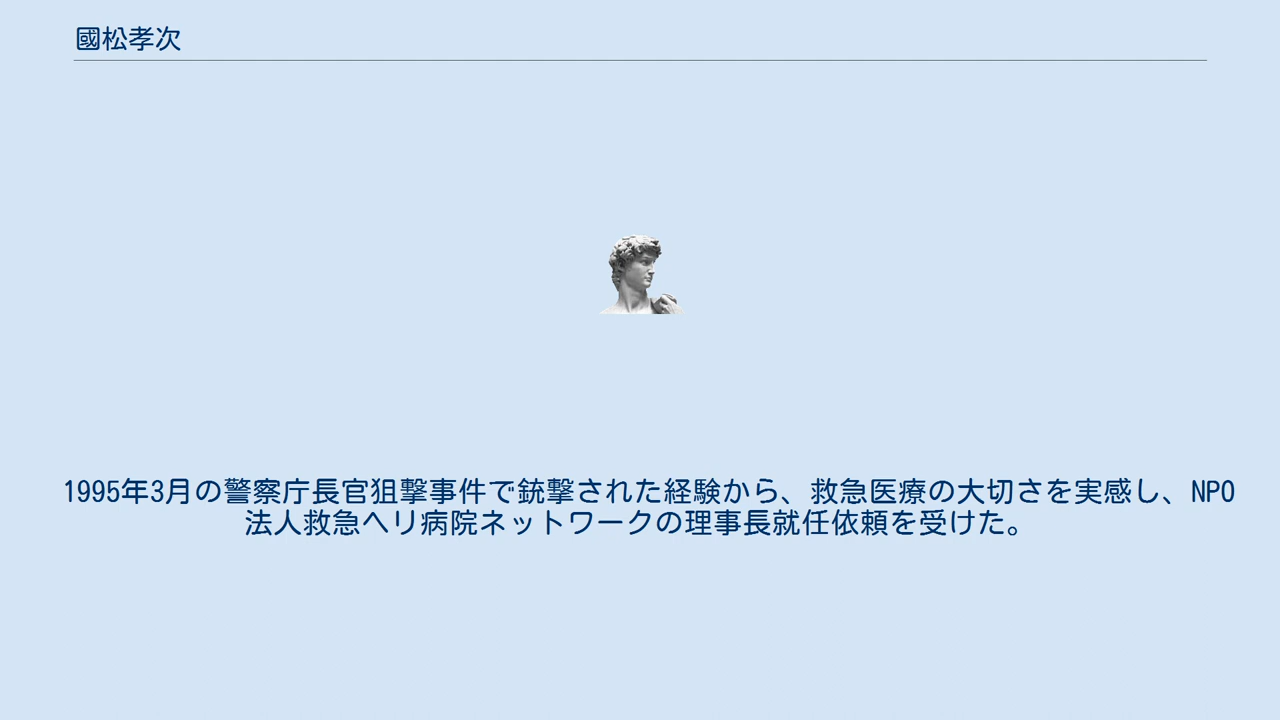 國松孝次
1995年3月の警察庁長官狙撃事件で銃撃された経験から、救急医療の大切さを実感し、NPO
法人救急ヘリ病院ネットワークの理事長就任依頼を受けた。